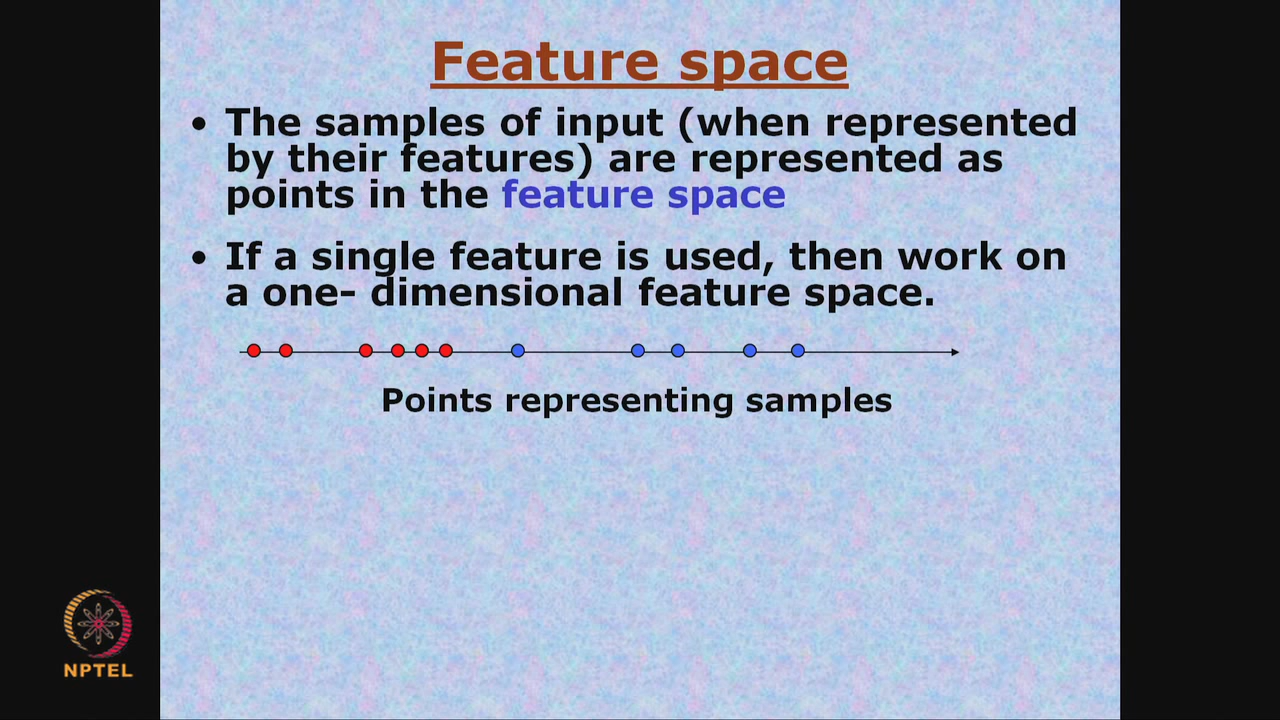 Feature space
• The samples of input (when represented
by their features) are represented as
points in the feature space
• If a single feature is used, then work on
a one- dimensional feature space.
Points representing samples
NPTEL